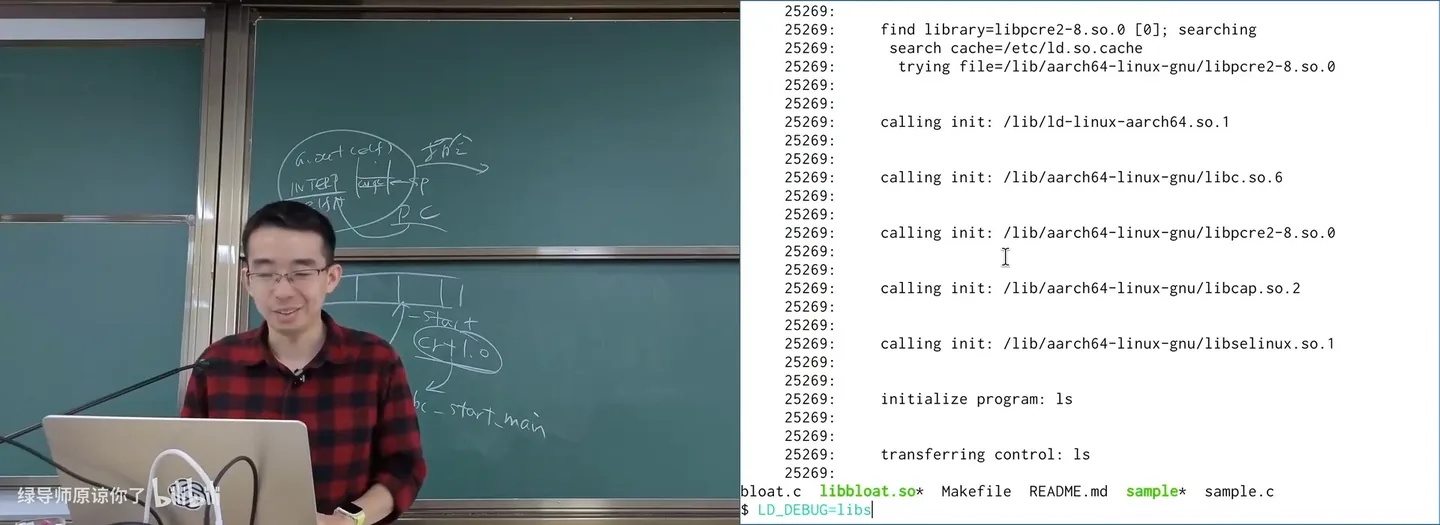 a.out (elf)
INTERP
PC
_start
crt1.o
bc_start_main
绿导师原谅你了 bilibili
25269:
25269: find library=libpcre2-8.so.0 [0]; searching
25269: search cache=/etc/ld.so.cache
25269: trying file=/lib/aarch64-linux-gnu/libpcre2-8.so.0
25269:
25269:
25269: calling init: /lib/ld-linux-aarch64.so.1
25269:
25269:
25269: calling init: /lib/aarch64-linux-gnu/libc.so.6
25269:
25269:
25269: calling init: /lib/aarch64-linux-gnu/libpcre2-8.so.0
25269:
25269:
25269: calling init: /lib/aarch64-linux-gnu/libcap.so.2
25269:
25269:
25269: calling init: /lib/aarch64-linux-gnu/libselinux.so.1
25269:
25269:
25269: initialize program: ls
25269:
25269:
25269: transferring control: ls
25269:
bloat.c libbloat.so* Makefile README.md sample* sample.c
$ LD_DEBUG=libs